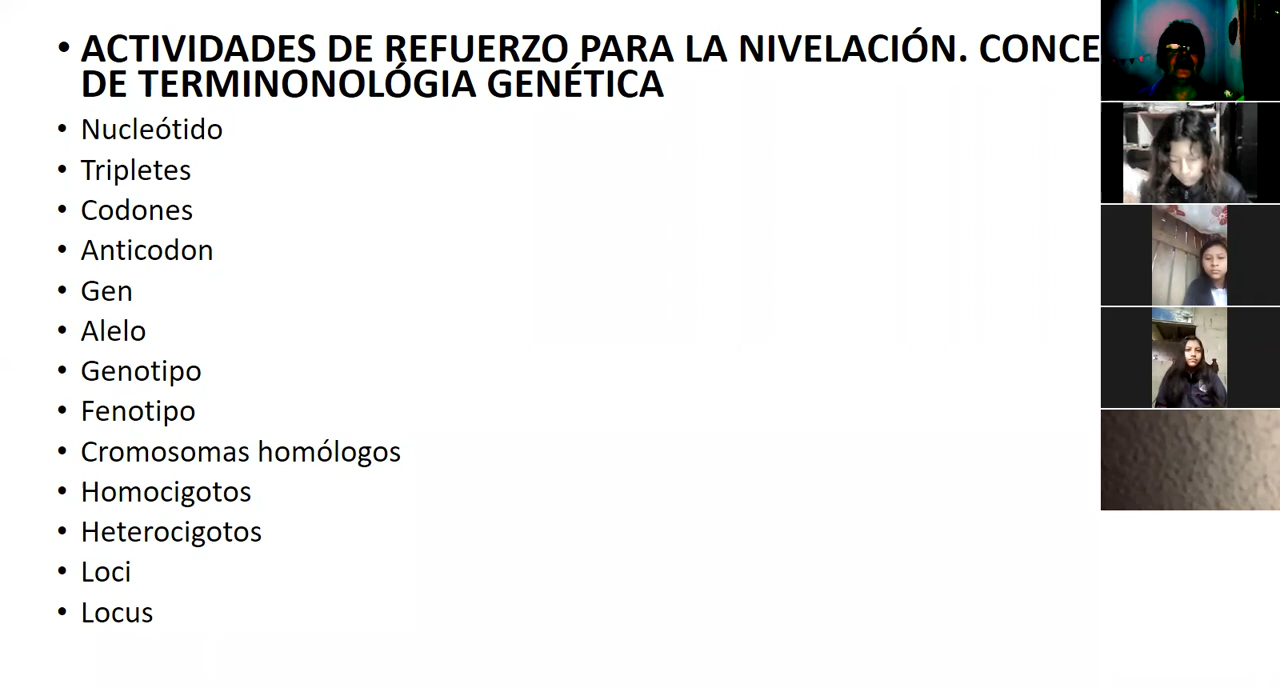 • ACTIVIDADES DE REFUERZO PARA LA NIVELACIÓN. CONCE
DE TERMINONOLÓGIA GENÉTICA
• Nucleótido
• Tripletes
• Codones
• Anticodon
• Gen
• Alelo
• Genotipo
• Fenotipo
• Cromosomas homólogos
• Homocigotos
• Heterocigotos
• Loci
• Locus